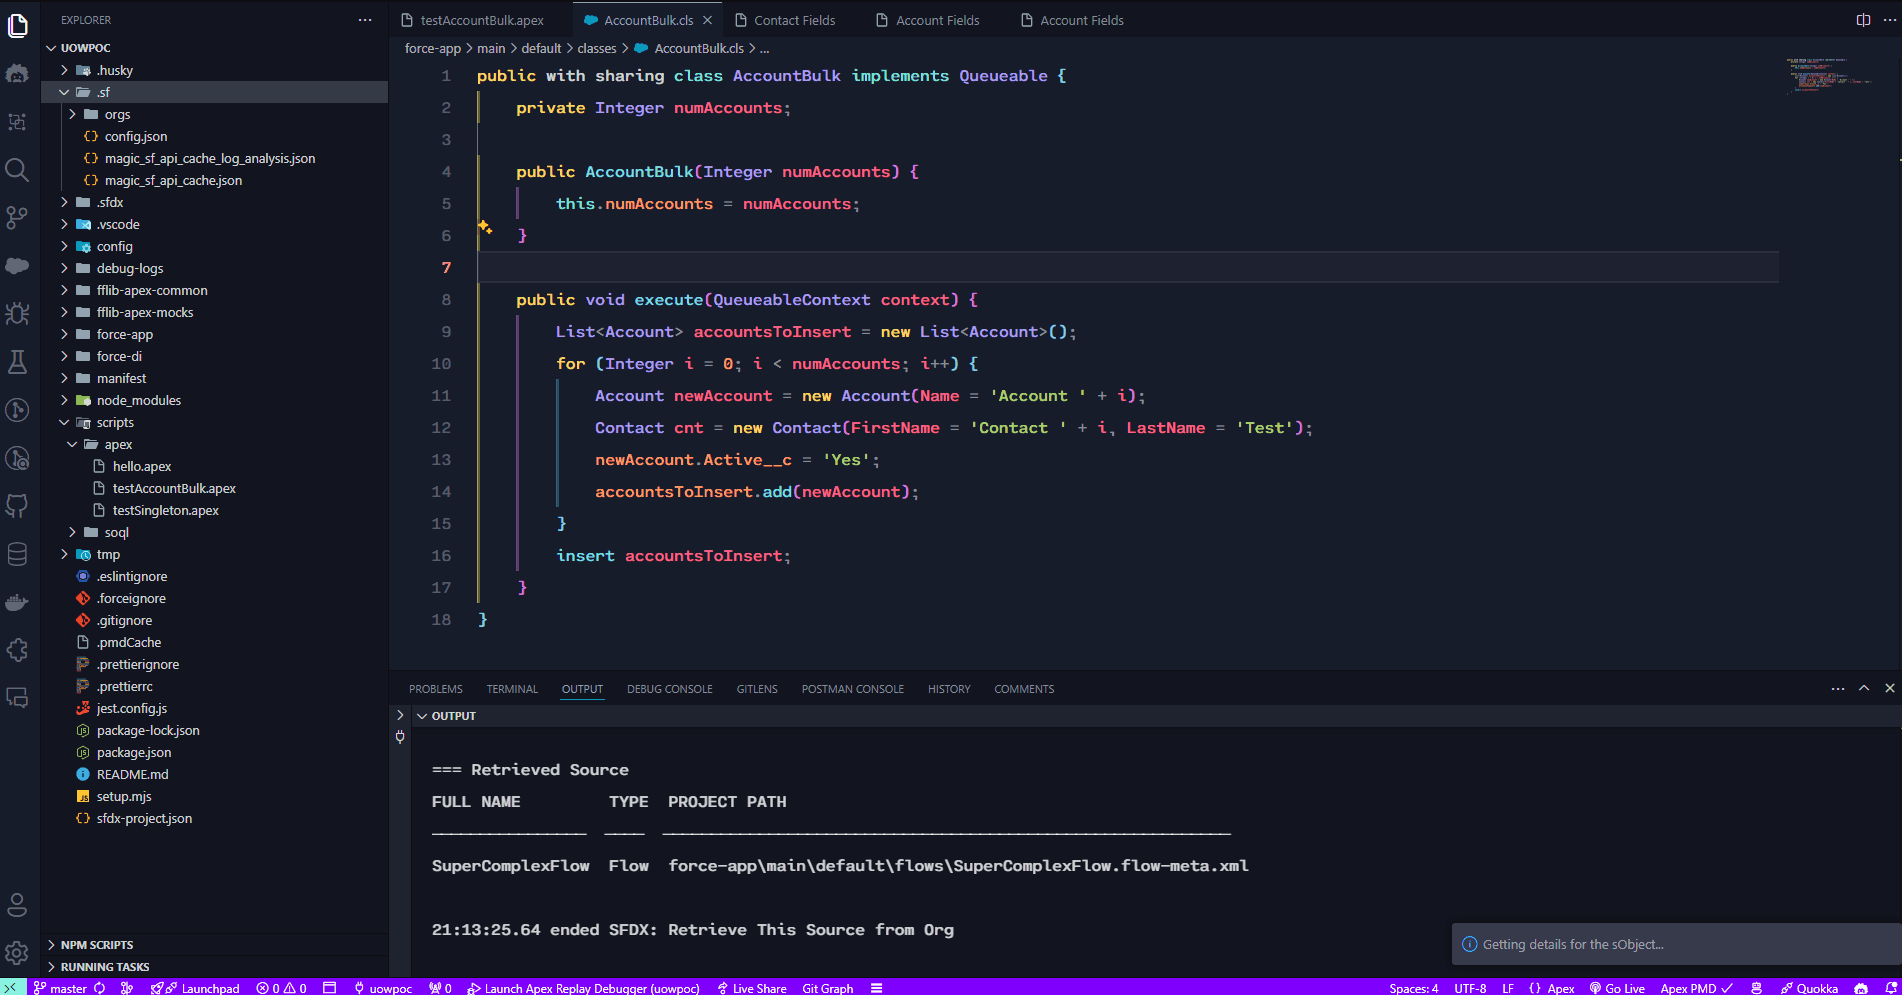 EXPLORER
UOWPOC
.husky
.sf
orgs
config.json
magic_sf_api_cache_log_analysis.json
magic_sf_api_cache.json
.sfdx
.vscode
config
debug-logs
fflib-apex-common
fflib-apex-mocks
force-app
force-di
manifest
node_modules
scripts
apex
hello.apex
testAccountBulk.apex
testSingleton.apex
soql
tmp
.eslintignore
.forceignore
.gitignore
.pmdCache
.prettierignore
.prettierrc
jest.config.js
package-lock.json
package.json
README.md
setup.mjs
sfdx-project.json
NPM SCRIPTS
RUNNING TASKS
testAccountBulk.apex AccountBulk.cls Contact Fields Account Fields Account Fields
force-app > main > default > classes > AccountBulk.cls > ...
1 public with sharing class AccountBulk implements Queueable {
2 private Integer numAccounts;
3
4 public AccountBulk(Integer numAccounts) {
5 this.numAccounts = numAccounts;
6 }
7
8 public void execute(QueueableContext context) {
9 List<Account> accountsToInsert = new List<Account>();
10 for (Integer i = 0; i < numAccounts; i++) {
11 Account newAccount = new Account(Name = 'Account ' + i);
12 Contact cnt = new Contact(FirstName = 'Contact ' + i, LastName = 'Test');
13 newAccount.Active__c = 'Yes';
14 accountsToInsert.add(newAccount);
15 }
16 insert accountsToInsert;
17 }
18 }
PROBLEMS TERMINAL OUTPUT DEBUG CONSOLE GITLENS POSTMAN CONSOLE HISTORY COMMENTS
OUTPUT
=== Retrieved Source
FULL NAME TYPE PROJECT PATH
SuperComplexFlow Flow force-app\main\default\flows\SuperComplexFlow.flow-meta.xml
21:13:25.64 ended SFDX: Retrieve This Source from Org
Getting details for the sObject...
master Launchpad 0 0 uowpoc 0 Launch Apex Replay Debugger (uowpoc) Live Share Git Graph Spaces: 4 UTF-8 LF {} Apex Go Live Apex PMD Quokka